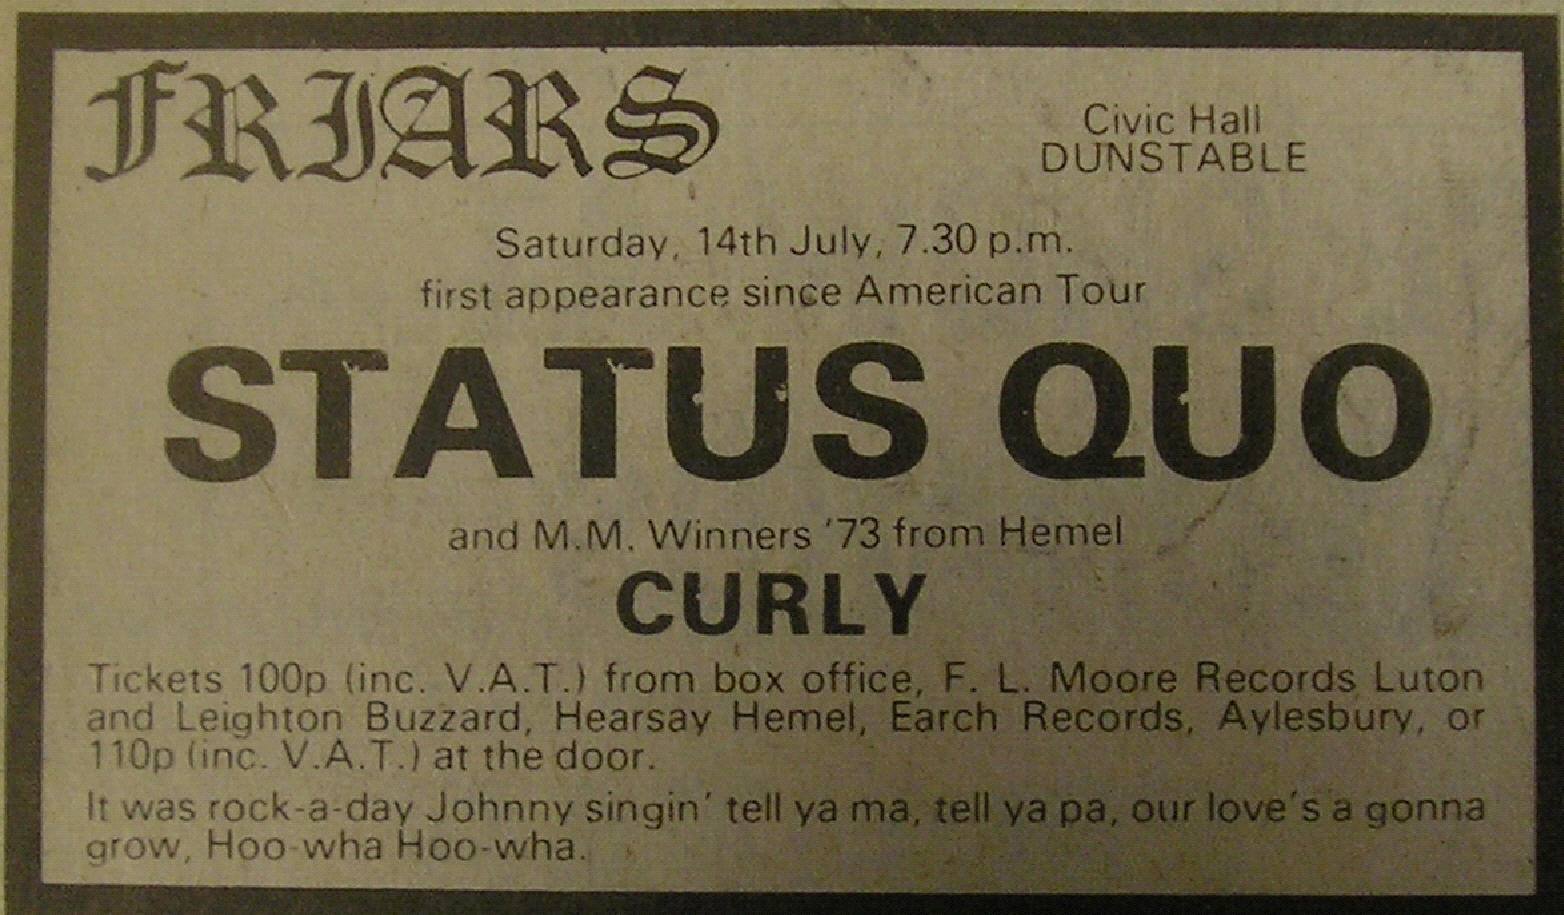 FRIARS
Civic Hall
DUNSTABLE
Saturday, 14th July, 7.30 p.m.
first appearance since American Tour
STATUS QUO
and M.M. Winners '73 from Hemel
CURLY
Tickets 100p (inc. V.A.T.) from box office, F. L. Moore Records Luton
and Leighton Buzzard, Hearsay Hemel, Earch Records, Aylesbury, or
110p (inc. V.A.T.) at the door.
It was rock-a-day Johnny singin' tell ya ma, tell ya pa, our love's a gonna
grow, Hoo-wha Hoo-wha.